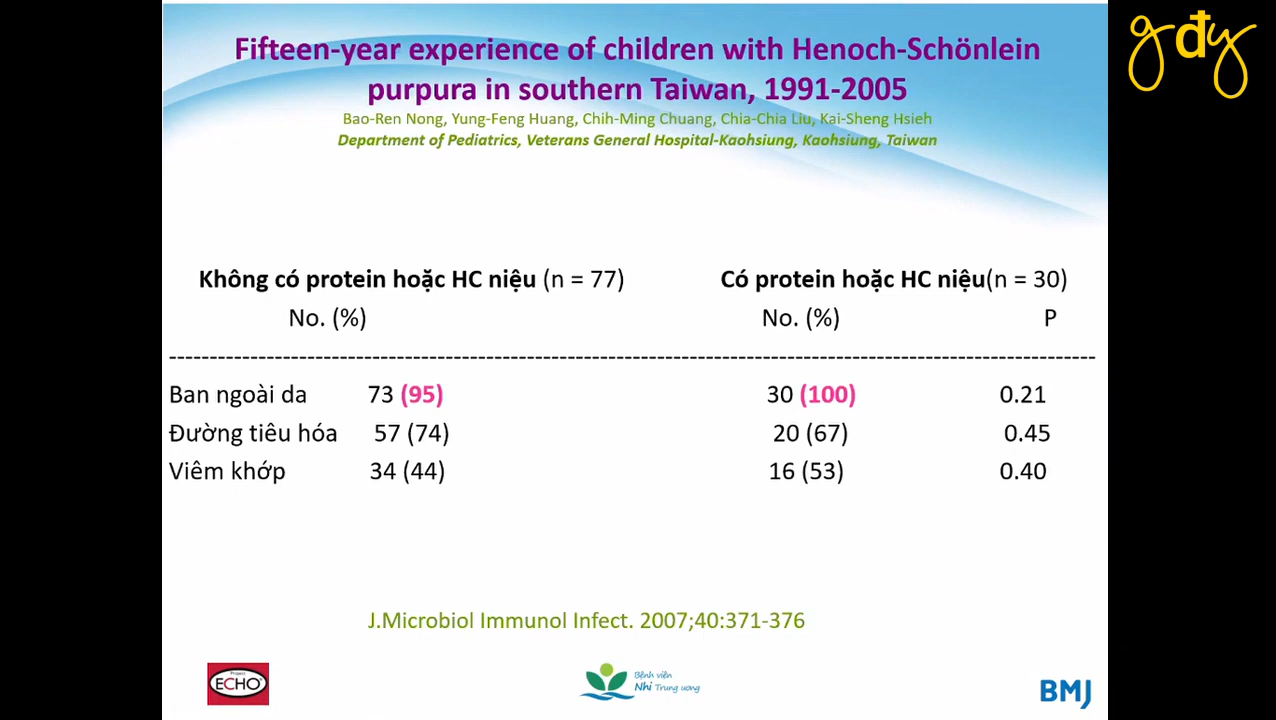 gđy
Fifteen-year experience of children with Henoch-Schönlein
purpura in southern Taiwan, 1991-2005
Bao-Ren Nong, Yung-Feng Huang, Chih-Ming Chuang, Chia-Chia Liu, Kai-Sheng Hsieh
Department of Pediatrics, Veterans General Hospital-Kaohsiung, Kaohsiung, Taiwan
Không có protein hoặc HC niệu (n = 77) Có protein hoặc HC niệu(n = 30)
No. (%) No. (%) P
Ban ngoài da 73 (95) 30 (100) 0.21
Đường tiêu hóa 57 (74) 20 (67) 0.45
Viêm khớp 34 (44) 16 (53) 0.40
J.Microbiol Immunol Infect. 2007;40:371-376
Project
ECHO
Bệnh viện
Nhi Trung ương
BMJ